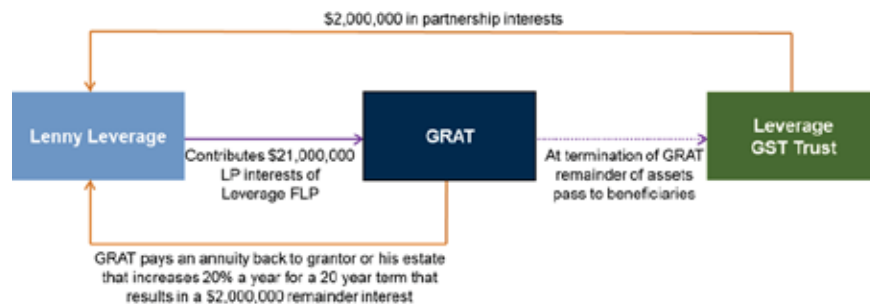 $2,000,000 in partnership interests
Lenny Leverage
GRAT
Leverage
GST Trust
Contributes $21,000,000
LP interests of
Leverage FLP
At termination of GRAT
remainder of assets
pass to beneficiaries
GRAT pays an annuity back to grantor or his estate
that increases 20% a year for a 20 year term that
results in a $2,000,000 remainder interest